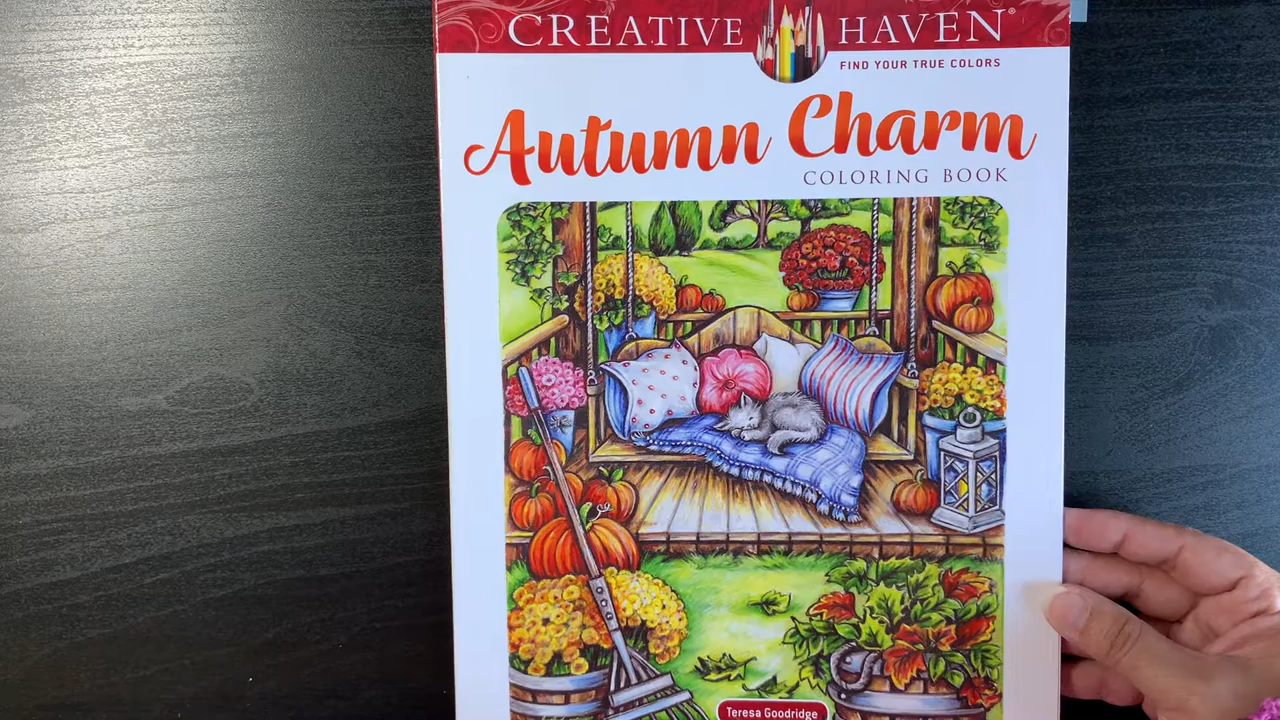 CREATIVE HAVEN®
FIND YOUR TRUE COLORS
Autumn Charm
COLORING BOOK
Teresa Goodridge